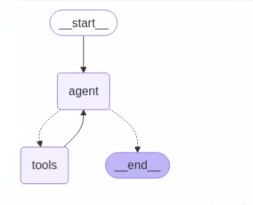 __start__
agent
tools
__end__